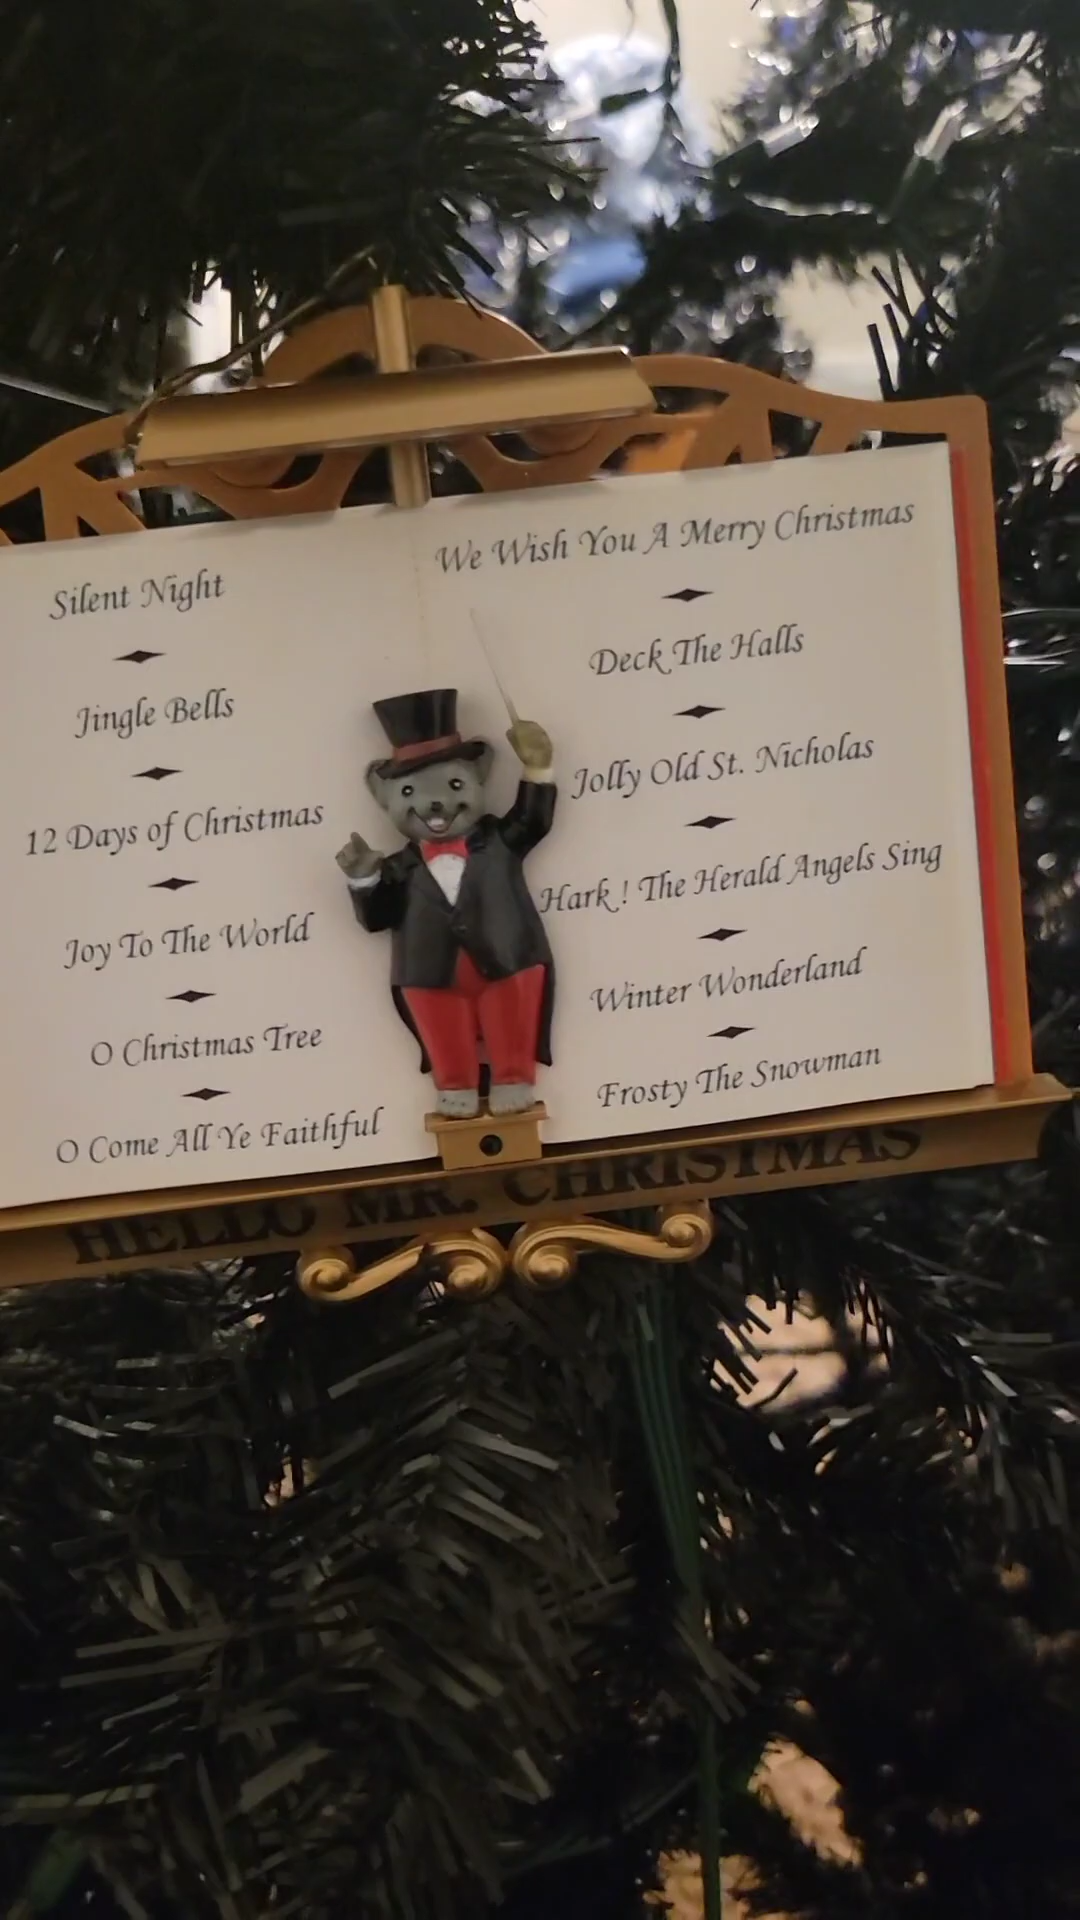 Silent Night
Jingle Bells
12 Days of Christmas
Joy To The World
O Christmas Tree
O Come All Ye Faithful
We Wish You A Merry Christmas
Deck The Halls
Jolly Old St. Nicholas
Hark! The Herald Angels Sing
Winter Wonderland
Frosty The Snowman
HELLO MR. CHRISTMAS